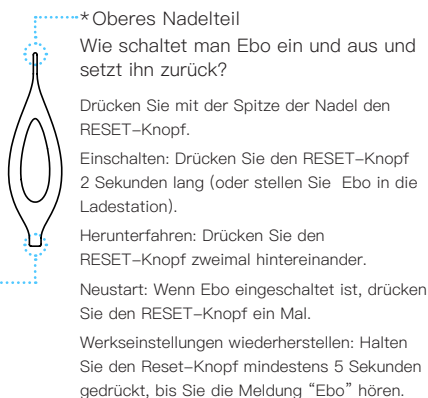 *Oberes Nadelteil
Wie schaltet man Ebo ein und aus und
setzt ihn zurück?
Drücken Sie mit der Spitze der Nadel den
RESET-Knopf.
Einschalten: Drücken Sie den RESET-Knopf
2 Sekunden lang (oder stellen Sie Ebo in die
Ladestation).
Herunterfahren: Drücken Sie den
RESET-Knopf zweimal hintereinander.
Neustart: Wenn Ebo eingeschaltet ist, drücken
Sie den RESET-Knopf ein Mal.
Werkseinstellungen wiederherstellen: Halten
Sie den Reset-Knopf mindestens 5 Sekunden
gedrückt, bis Sie die Meldung “Ebo” hören.